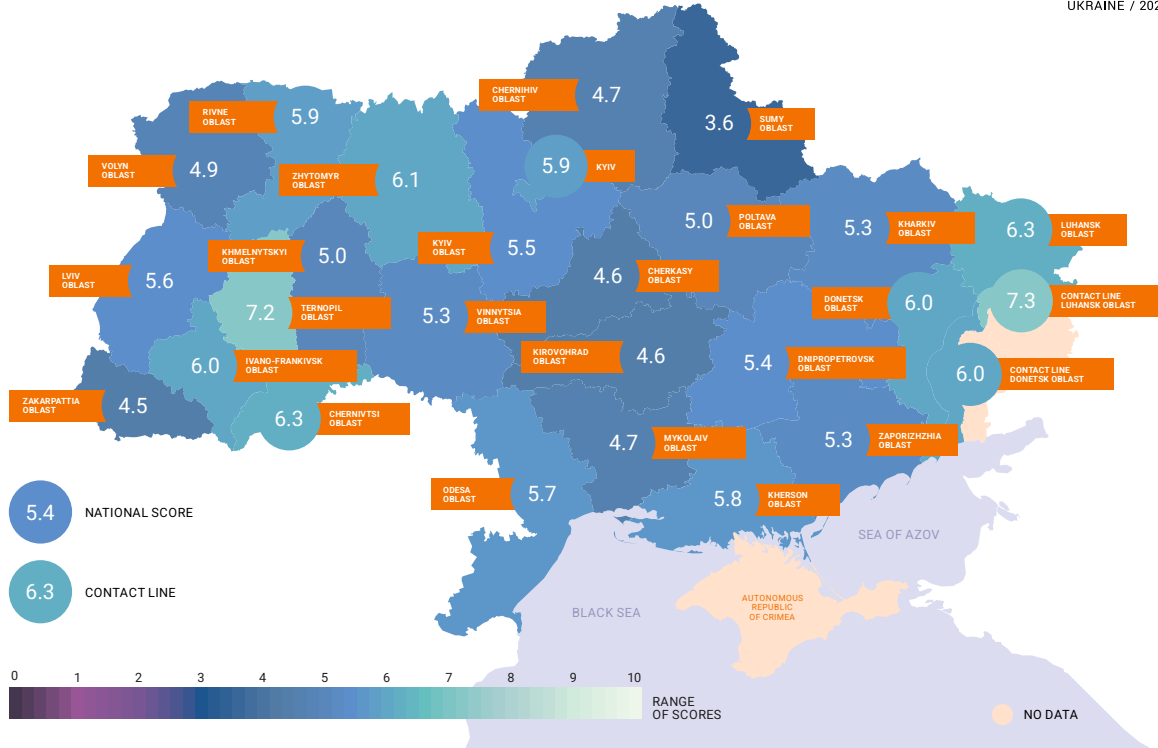 UKRAINE / 202
CHERNIHIV
OBLAST
4.7
RIVNE
OBLAST
5.9
3.6
SUMY
OBLAST
VOLYN
OBLAST
4.9
ZHYTOMYR
OBLAST
6.1
5.9
KYIV
5.0
POLTAVA
OBLAST
5.3
KHARKIV
OBLAST
6.3
LUHANSK
OBLAST
KHMELNYTSKYI
OBLAST
5.0
KYIV
OBLAST
5.5
LVIV
OBLAST
5.6
4.6
CHERKASY
OBLAST
DONETSK
OBLAST
6.0
7.3
CONTACT LINE
LUHANSK OBLAST
7.2
TERNOPIL
OBLAST
5.3
VINNYTSIA
OBLAST
KIROVOHRAD
OBLAST
4.6
5.4
DNIPROPETROVSK
OBLAST
6.0
CONTACT LINE
DONETSK OBLAST
6.0
IVANO-FRANKIVSK
OBLAST
ZAKARPATTIA
OBLAST
4.5
6.3
CHERNIVTSI
OBLAST
4.7
MYKOLAIV
OBLAST
5.3
ZAPORIZHZHIA
OBLAST
ODESA
OBLAST
5.7
5.8
KHERSON
OBLAST
5.4
NATIONAL SCORE
SEA OF AZOV
6.3
CONTACT LINE
BLACK SEA
AUTONOMOUS
REPUBLIC
OF CRIMEA
0 1 2 3 4 5 6 7 8 9 10
RANGE
OF SCORES
NO DATA